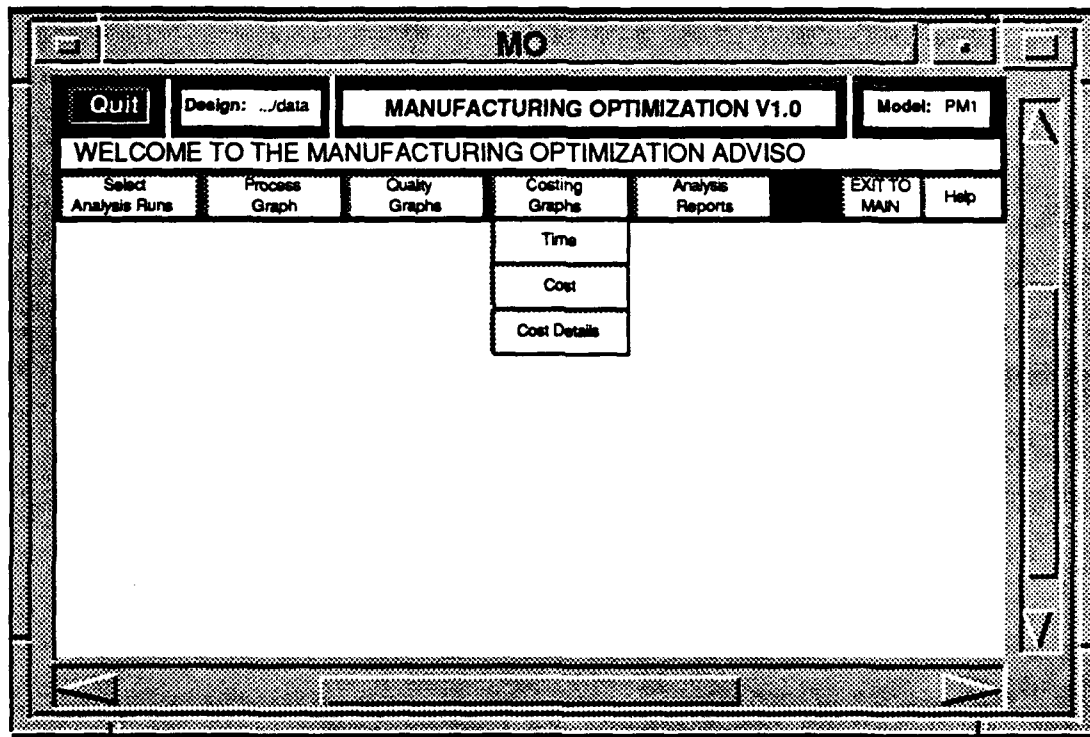 MO
Quit
Design: .../data
MANUFACTURING OPTIMIZATION V1.0
Model: PM1
WELCOME TO THE MANUFACTURING OPTIMIZATION ADVISO
Select
Analysis Runs
Process
Graph
Quality
Graphs
Costing
Graphs
Analysis
Reports
EXIT TO
MAIN
Help
Time
Cost
Cost Details